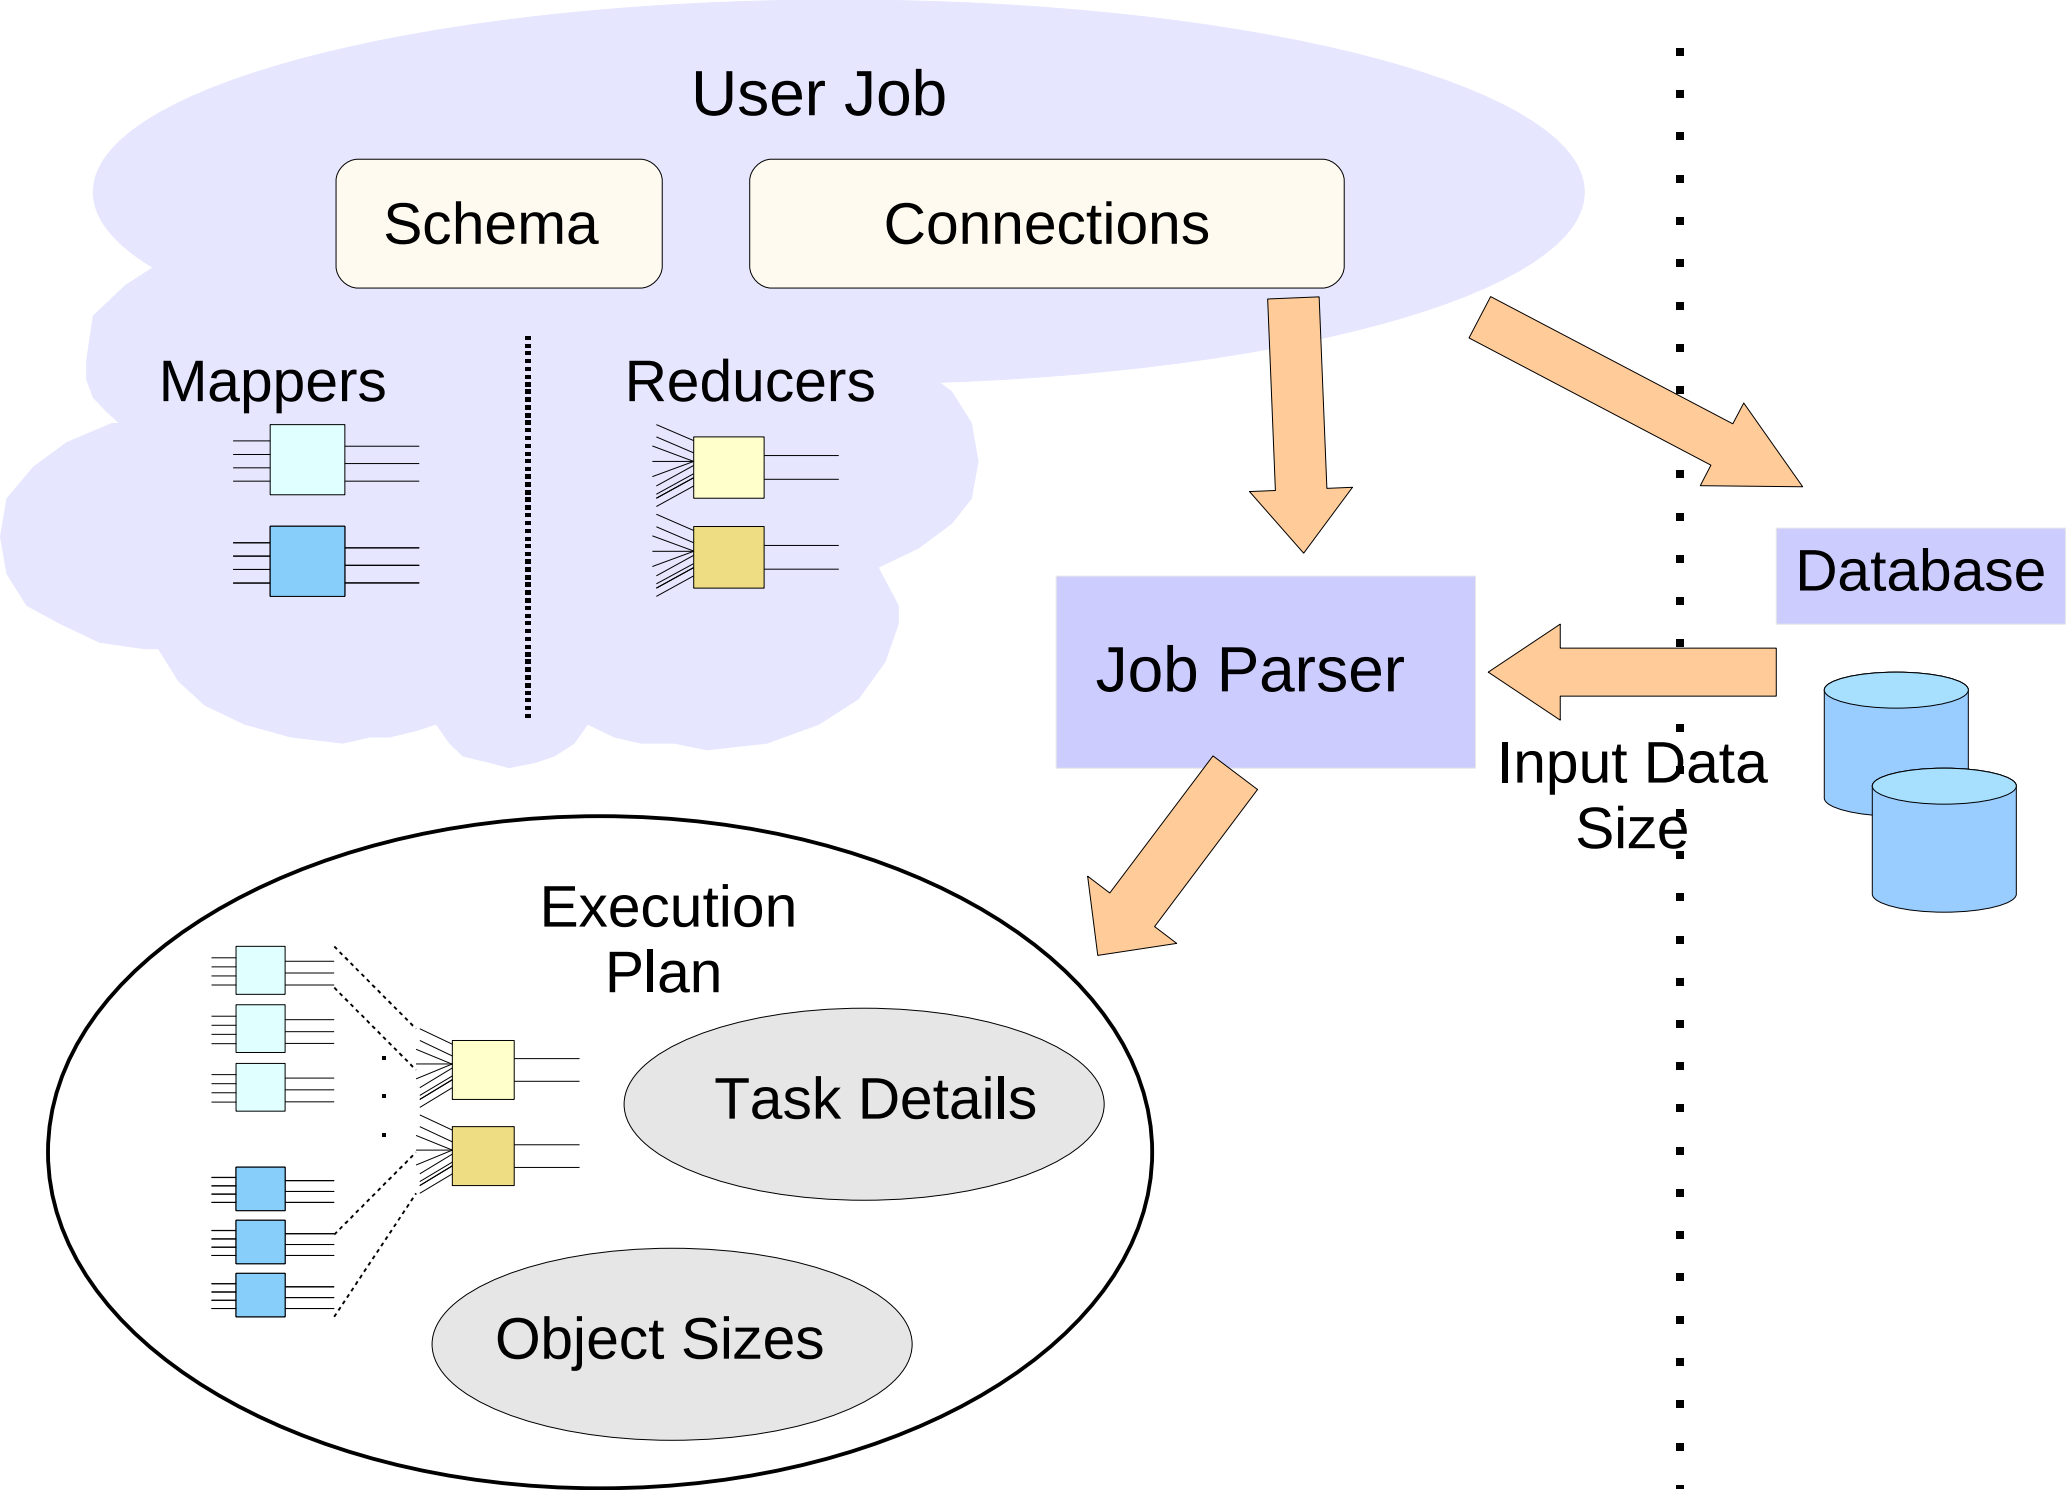 User Job
Schema
Connections
Mappers
Reducers
Database
Job Parser
Input Data
Size
Execution
Plan
Task Details
Object Sizes